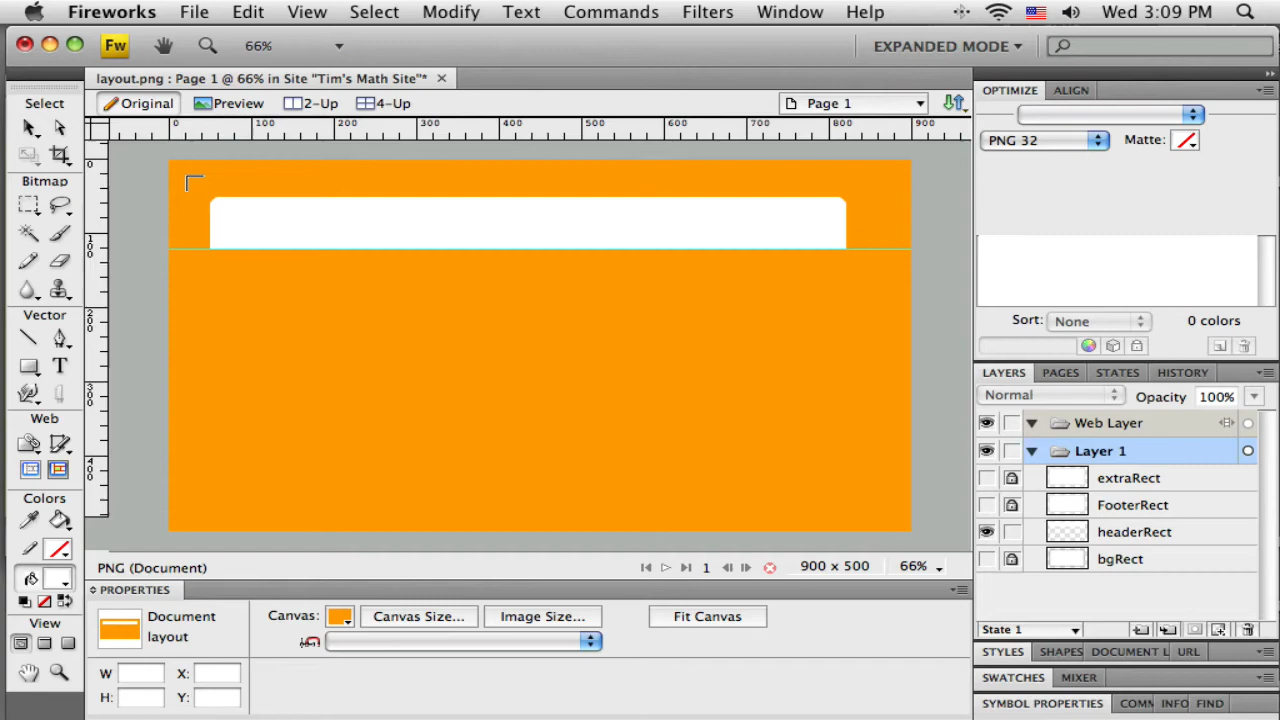 Fireworks File Edit View Select Modify Text Commands Filters Window Help Wed 3:09 PM
Fw 66% EXPANDED MODE
layout.png : Page 1 @ 66% in Site "Tim's Math Site"*
Original Preview 2-Up 4-Up Page 1
0 100 200 300 400 500 600 700 800 900
0
100
200
300
400
Select
Bitmap
Vector
T
Web
Colors
View
OPTIMIZE ALIGN
PNG 32 Matte:
Sort: None 0 colors
LAYERS PAGES STATES HISTORY
Normal Opacity 100%
Web Layer
Layer 1
extraRect
FooterRect
headerRect
bgRect
State 1
STYLES SHAPES DOCUMENT L URL
SWATCHES MIXER
SYMBOL PROPERTIES COMM INFO FIND
PNG (Document) 1 900 x 500 66%
PROPERTIES
Document
layout
Canvas: Canvas Size... Image Size... Fit Canvas
W X:
H: Y: